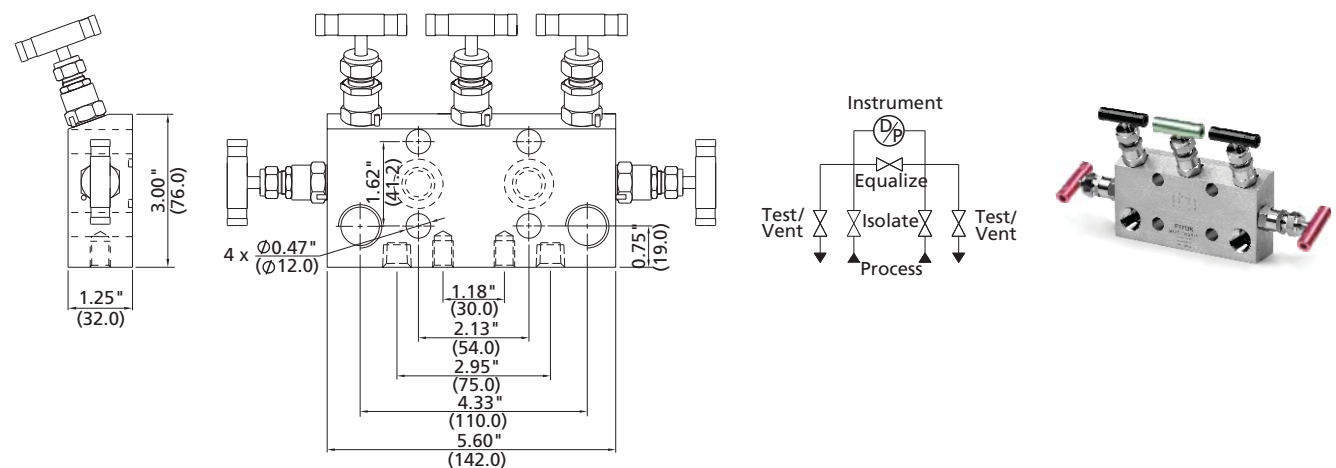 3.00"
(76.0)
1.25"
(32.0)
1.62"
(41.2)
4 x Ø0.47"
(Ø12.0)
0.75"
(19.0)
1.18"
(30.0)
2.13"
(54.0)
2.95"
(75.0)
4.33"
(110.0)
5.60"
(142.0)
Instrument
D/P
Equalize
Test/
Vent
Isolate
Test/
Vent
Process